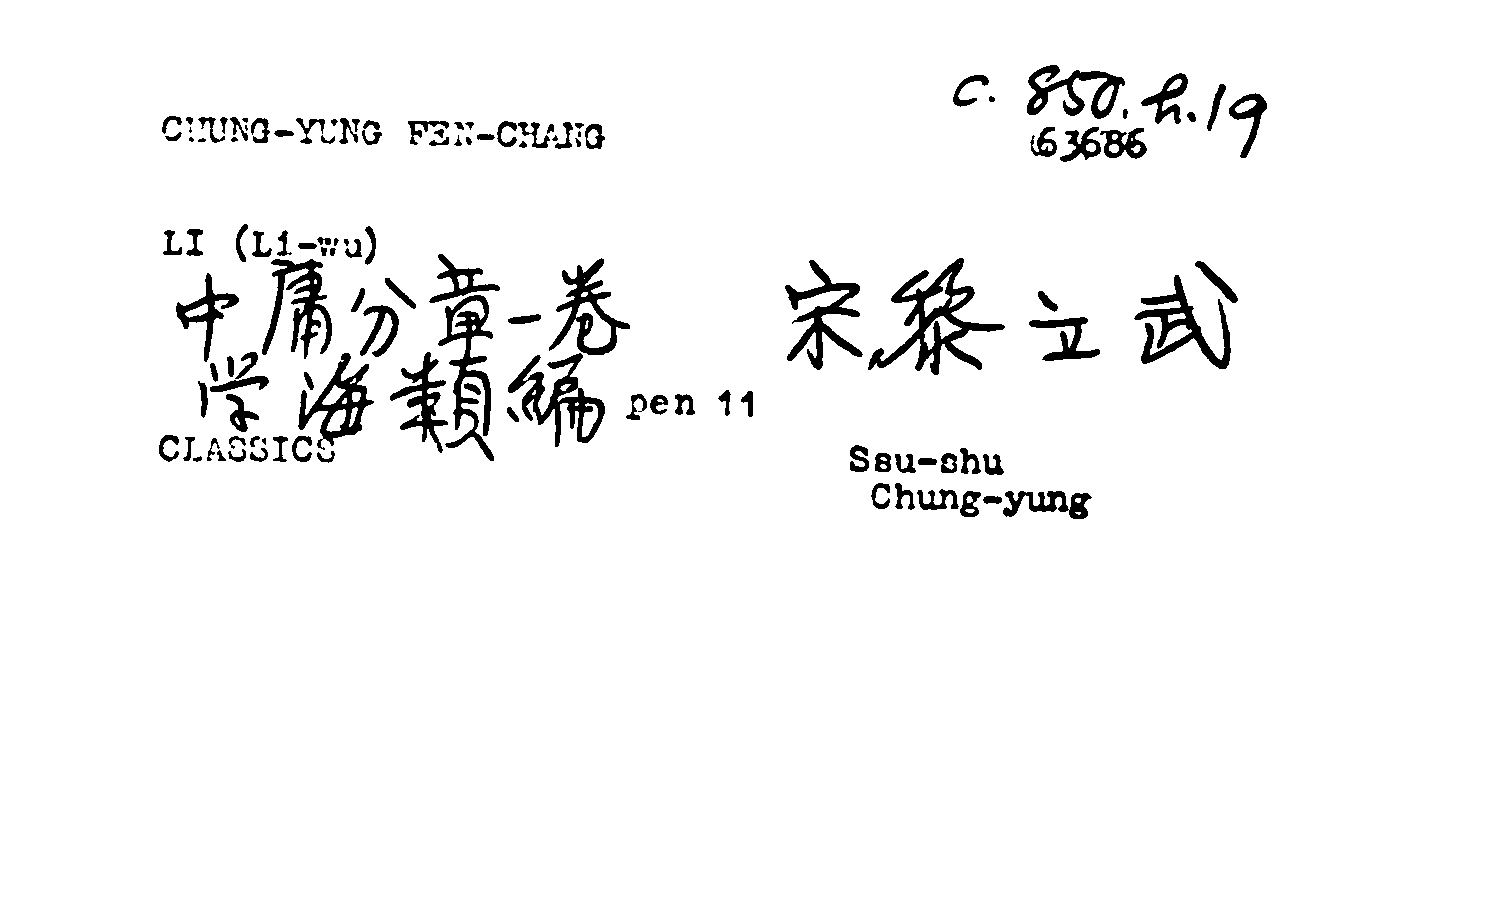 CHUNG-YUNG FEN-CHANG
C. 850. h. 19
63686
LI (Li-wu)
中庸分章一卷 宋 黎立武
学海類編 pen 11
CLASSICS
Ssu-shu
Chung-yung